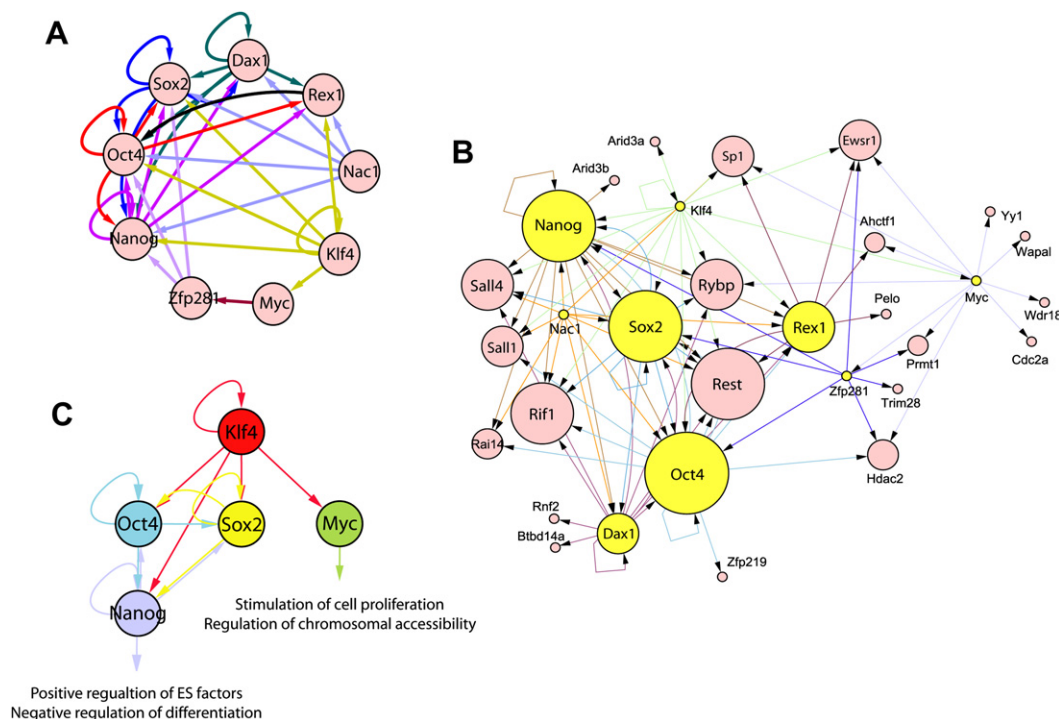 A
Dax1
Sox2
Rex1
Oct4
Nac1
Nanog
Klf4
Zfp281
Myc
B
Arid3a
Ewsr1
Sp1
Arid3b
Klf4
Nanog
Yy1
Ahctf1
Wapal
Sall4
Rybp
Myc
Pelo
Wdr18
Nac1
Sox2
Rex1
Sall1
Cdc2a
Prmt1
Rest
Zfp281
Trim28
Rif1
Rai14
Oct4
Hdac2
Rnf2
Btbd14a
Dax1
Zfp219
C
Klf4
Oct4
Sox2
Myc
Nanog
Stimulation of cell proliferation
Regulation of chromosomal accessibility
Positive regualtion of ES factors
Negative regulation of differentiation